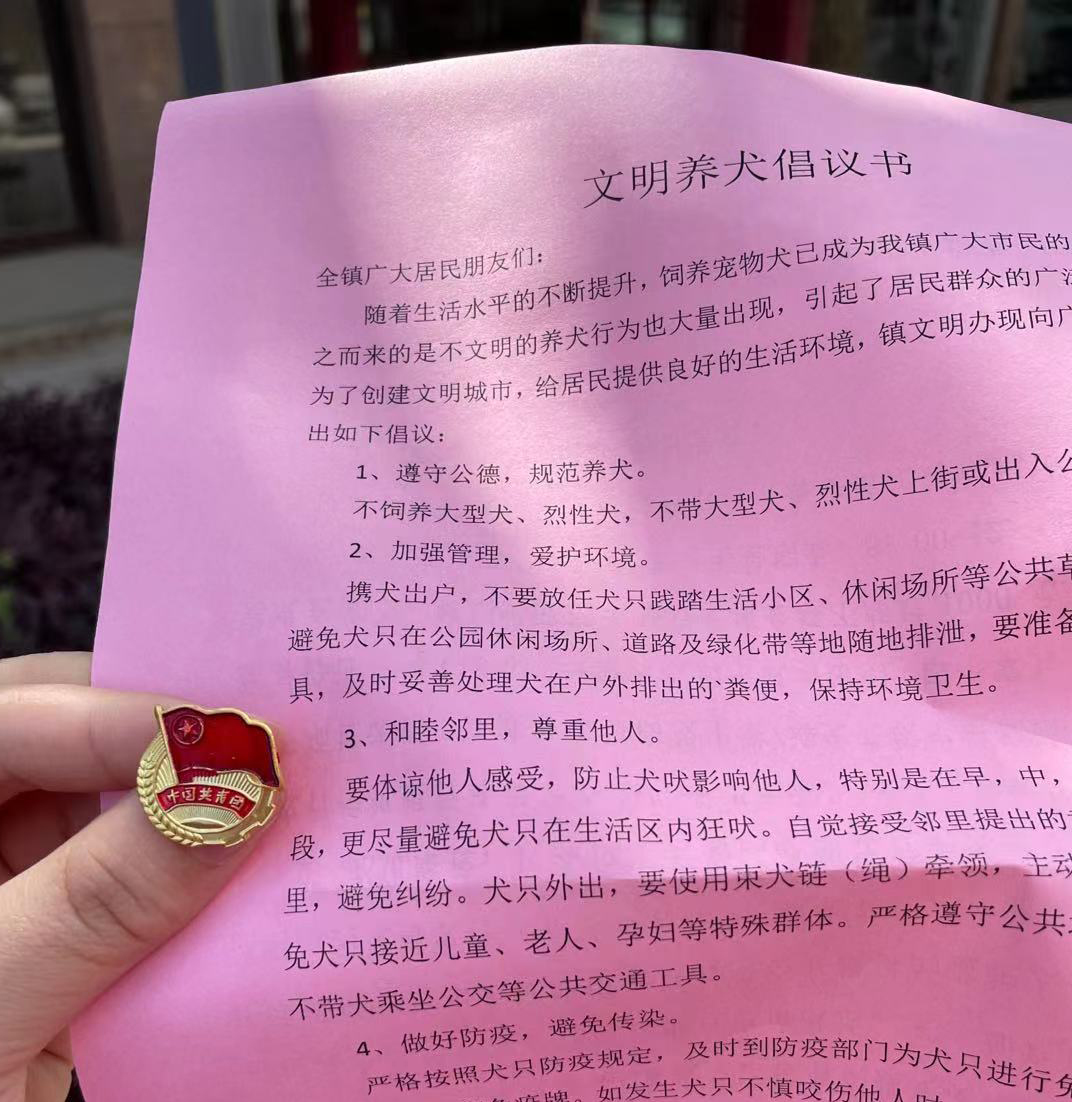 文明养犬倡议书
全镇广大居民朋友们：
随着生活水平的不断提升，饲养宠物犬已成为我镇广大市民的
之而来的是不文明的养犬行为也大量出现，引起了居民群众的广
为了创建文明城市，给居民提供良好的生活环境，镇文明办现向广
出如下倡议：
1、遵守公德，规范养犬。
不饲养大型犬、烈性犬，不带大型犬、烈性犬上街或出入公
2、加强管理，爱护环境。
携犬出户，不要放任犬只践踏生活小区、休闲场所等公共草
避免犬只在公园休闲场所、道路及绿化带等地随地排泄，要准备
具，及时妥善处理犬在户外排出的`粪便，保持环境卫生。
3、和睦邻里，尊重他人。
要体谅他人感受，防止犬吠影响他人，特别是在早，中，
段，更尽量避免犬只在生活区内狂吠。自觉接受邻里提出的
里，避免纠纷。犬只外出，要使用束犬链（绳）牵领，主动
免犬只接近儿童、老人、孕妇等特殊群体。严格遵守公共
不带犬乘坐公交等公共交通工具。
4、做好防疫，避免传染。
严格按照犬只防疫规定，及时到防疫部门为犬只进行免
疫牌。如发生犬只不慎咬伤他人时
中国共青团